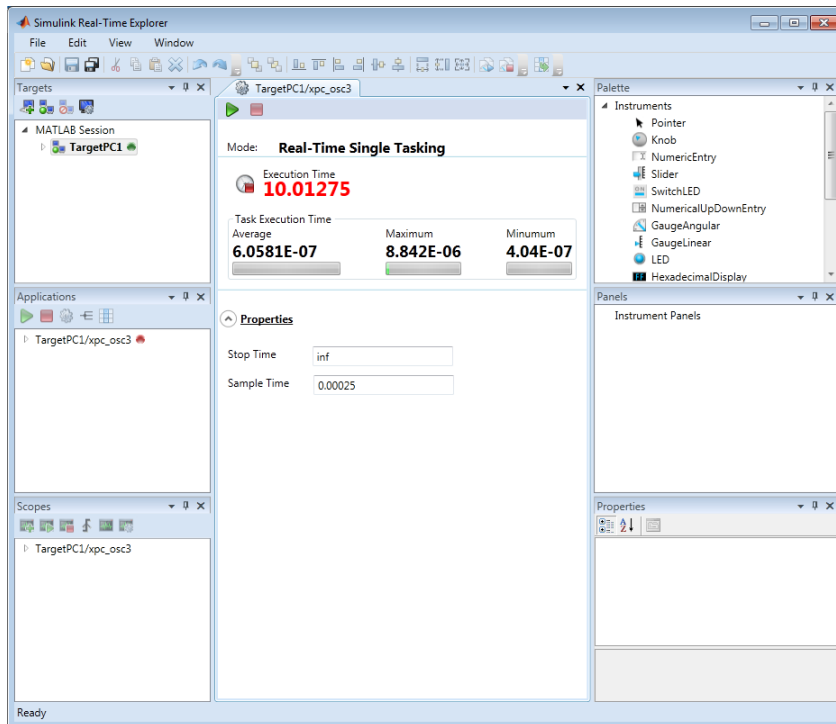 Simulink Real-Time Explorer
File Edit View Window
Targets
MATLAB Session
TargetPC1
Applications
TargetPC1/xpc_osc3
Scopes
TargetPC1/xpc_osc3
TargetPC1/xpc_osc3
Mode: Real-Time Single Tasking
Execution Time
10.01275
Task Execution Time
Average Maximum Minumum
6.0581E-07 8.842E-06 4.04E-07
Properties
Stop Time inf
Sample Time 0.00025
Palette
Instruments
Pointer
Knob
NumericEntry
Slider
SwitchLED
NumericalUpDownEntry
GaugeAngular
GaugeLinear
LED
HexadecimalDisplay
Panels
Instrument Panels
Properties
Ready